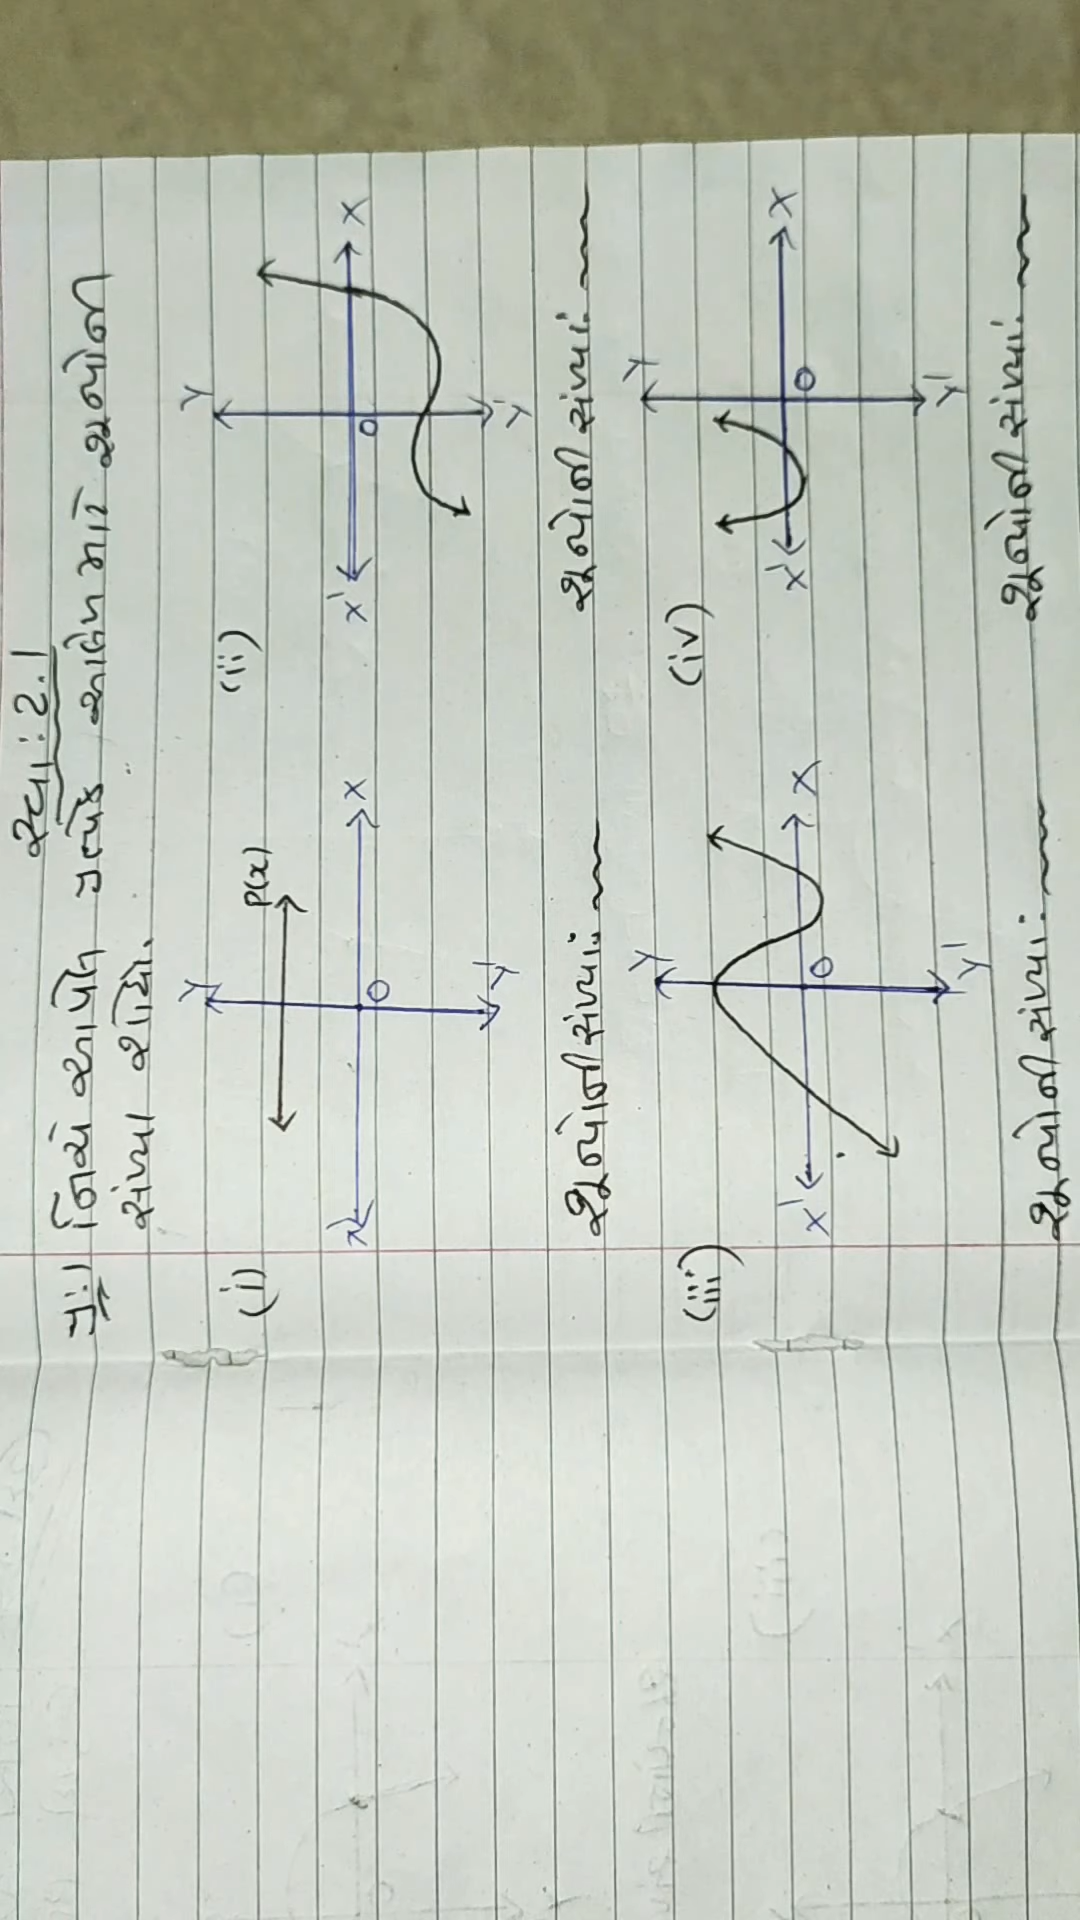 સ્વા:2.1
પ્ર:1 નિચે આપેલ પ્રત્યેક આલેખ માટે શૂન્યોની
સંખ્યા શોધો.
(i)
Y
P(x)
X'
O
X
Y'
(ii)
Y
X'
O
X
Y'
શૂન્યોની સંખ્યા:
શૂન્યોની સંખ્યા:
(iii)
Y
X'
O
X
Y'
(iv)
Y
X'
O
X
Y'
શૂન્યોની સંખ્યા:
શૂન્યોની સંખ્યા: